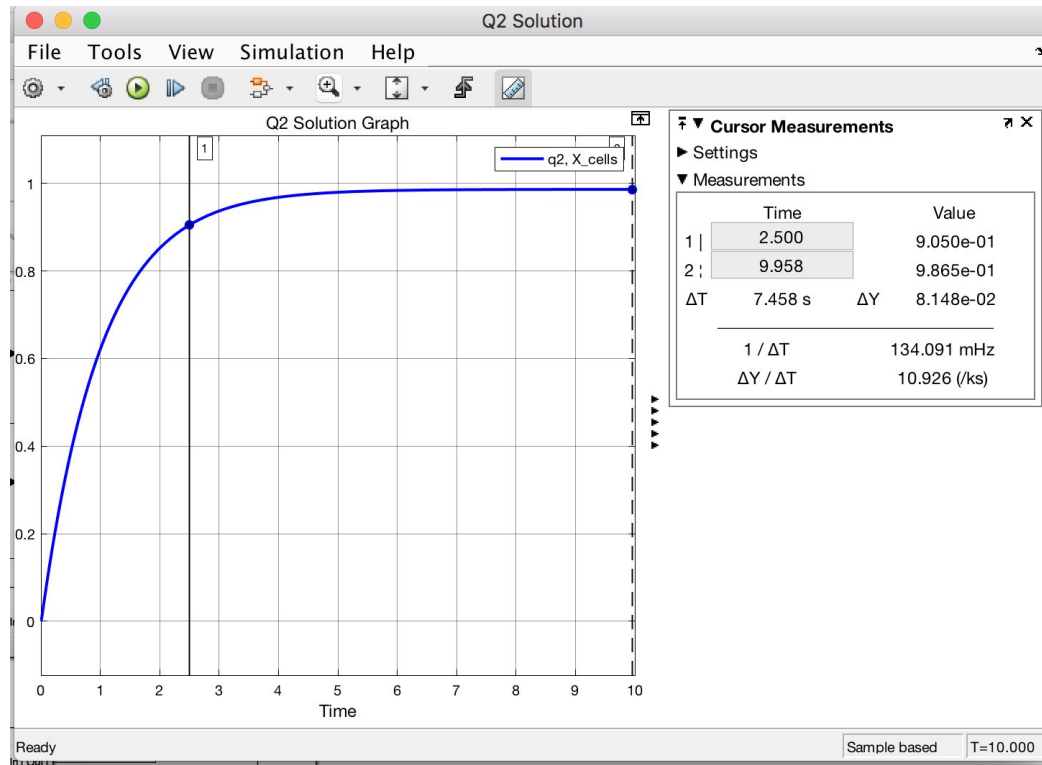 Q2 Solution
File Tools View Simulation Help
Q2 Solution Graph
1
q2, X_cells
1
0.8
0.6
0.4
0.2
0
0 1 2 3 4 5 6 7 8 9 10
Time
▼ Cursor Measurements
► Settings
▼ Measurements
Time Value
1 | 2.500 9.050e-01
2 ¦ 9.958 9.865e-01
ΔT 7.458 s ΔY 8.148e-02
1 / ΔT 134.091 mHz
ΔY / ΔT 10.926 (/ks)
Ready Sample based T=10.000